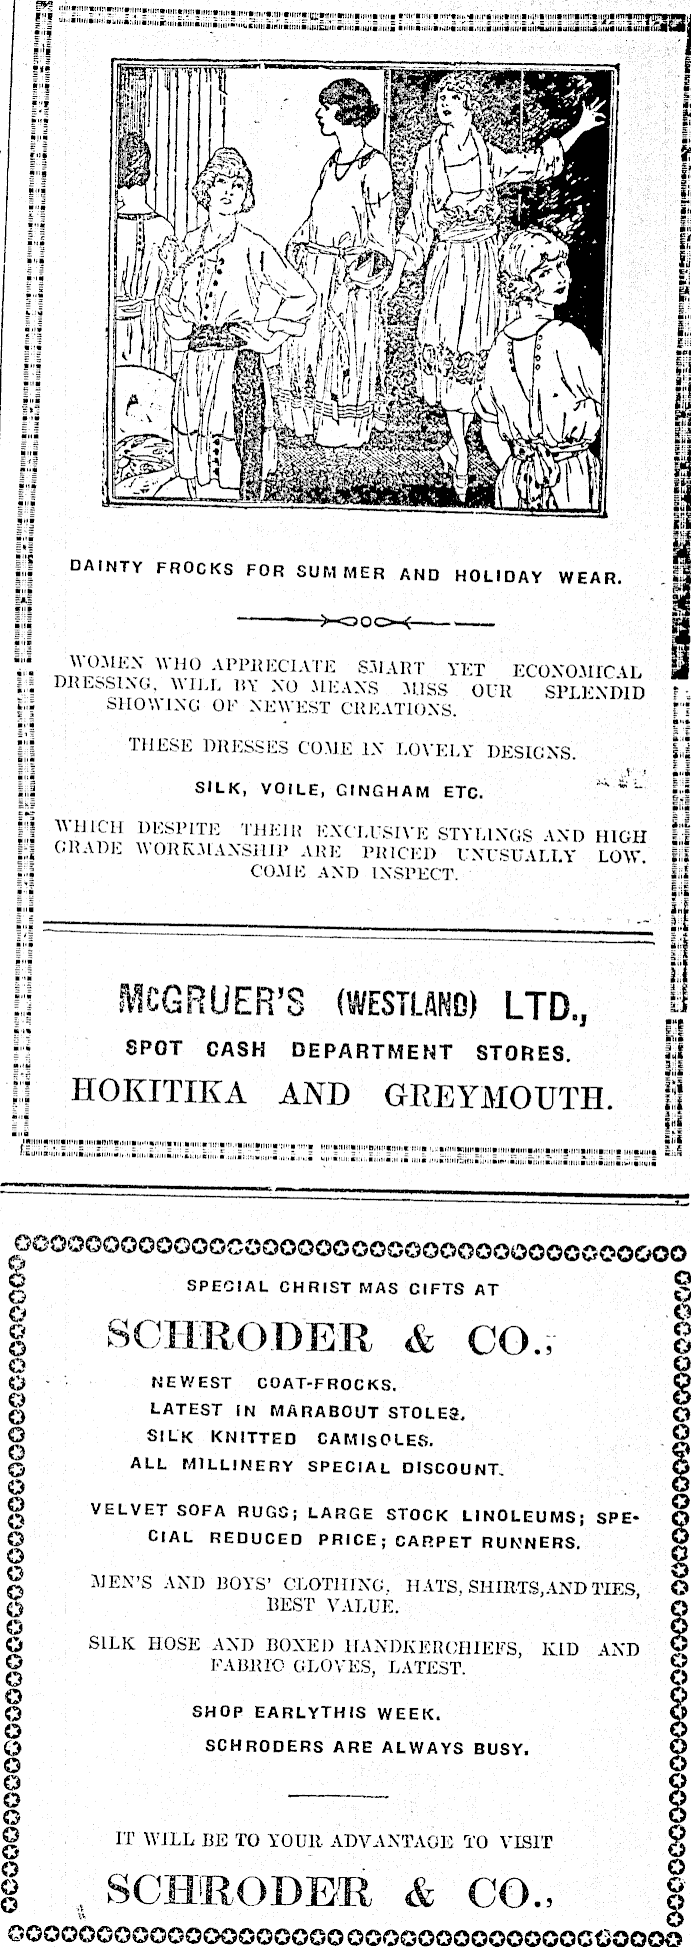 DAINTY FROCKS FOR SUMMER AND HOLIDAY WEAR.
WOMEN WHO APPRECIATE SMART YET ECONOMICAL
DRESSING, WILL BY NO MEANS MISS OUR SPLENDID
SHOWING OF NEWEST CREATIONS.
THESE DRESSES COME IN LOVELY DESIGNS.
SILK, VOILE, GINGHAM ETC.
WHICH DESPITE THEIR EXCLUSIVE STYLINGS AND HIGH
GRADE WORKMANSHIP ARE PRICED UNUSUALLY LOW.
COME AND INSPECT.
McGRUER'S (WESTLAND) LTD.,
SPOT CASH DEPARTMENT STORES.
HOKITIKA AND GREYMOUTH.
SPECIAL CHRISTMAS GIFTS AT
SCHRODER & CO.,
NEWEST COAT-FROCKS.
LATEST IN MARABOUT STOLES.
SILK KNITTED CAMISOLES.
ALL MILLINERY SPECIAL DISCOUNT.
VELVET SOFA RUGS; LARGE STOCK LINOLEUMS; SPE-
CIAL REDUCED PRICE; CARPET RUNNERS.
MEN'S AND BOYS' CLOTHING, HATS, SHIRTS, AND TIES,
BEST VALUE.
SILK HOSE AND BOXED HANDKERCHIEFS, KID AND
FABRIC GLOVES, LATEST.
SHOP EARLYTHIS WEEK.
SCHRODERS ARE ALWAYS BUSY.
IT WILL BE TO YOUR ADVANTAGE TO VISIT
SCHRODER & CO.,